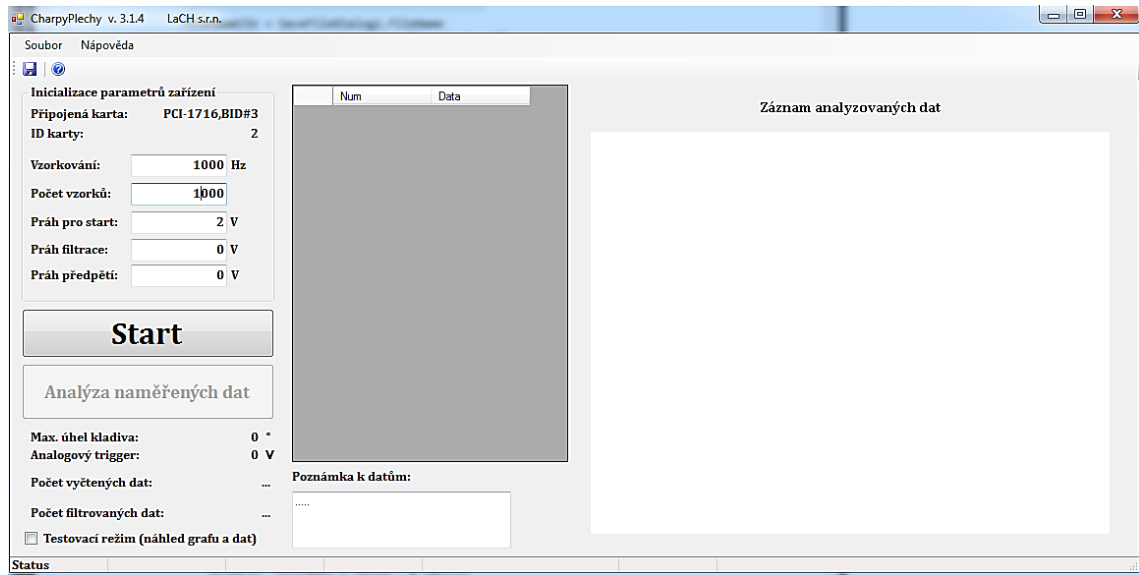 CharpyPlechy v. 3.1.4 LaCH s.r.n.
Soubor Nápověda
Inicializace parametrů zařízení
Připojená karta: PCI-1716,BID#3
ID karty: 2
Vzorkování: 1000 Hz
Počet vzorků: 1000
Práh pro start: 2 V
Práh filtrace: 0 V
Práh předpětí: 0 V
Start
Analýza naměřených dat
Max. úhel kladiva: 0 °
Analogový trigger: 0 V
Počet vyčtených dat: ...
Počet filtrovaných dat: ...
Testovací režim (náhled grafu a dat)
Num Data
Poznámka k datům:
.....
Záznam analyzovaných dat
Status